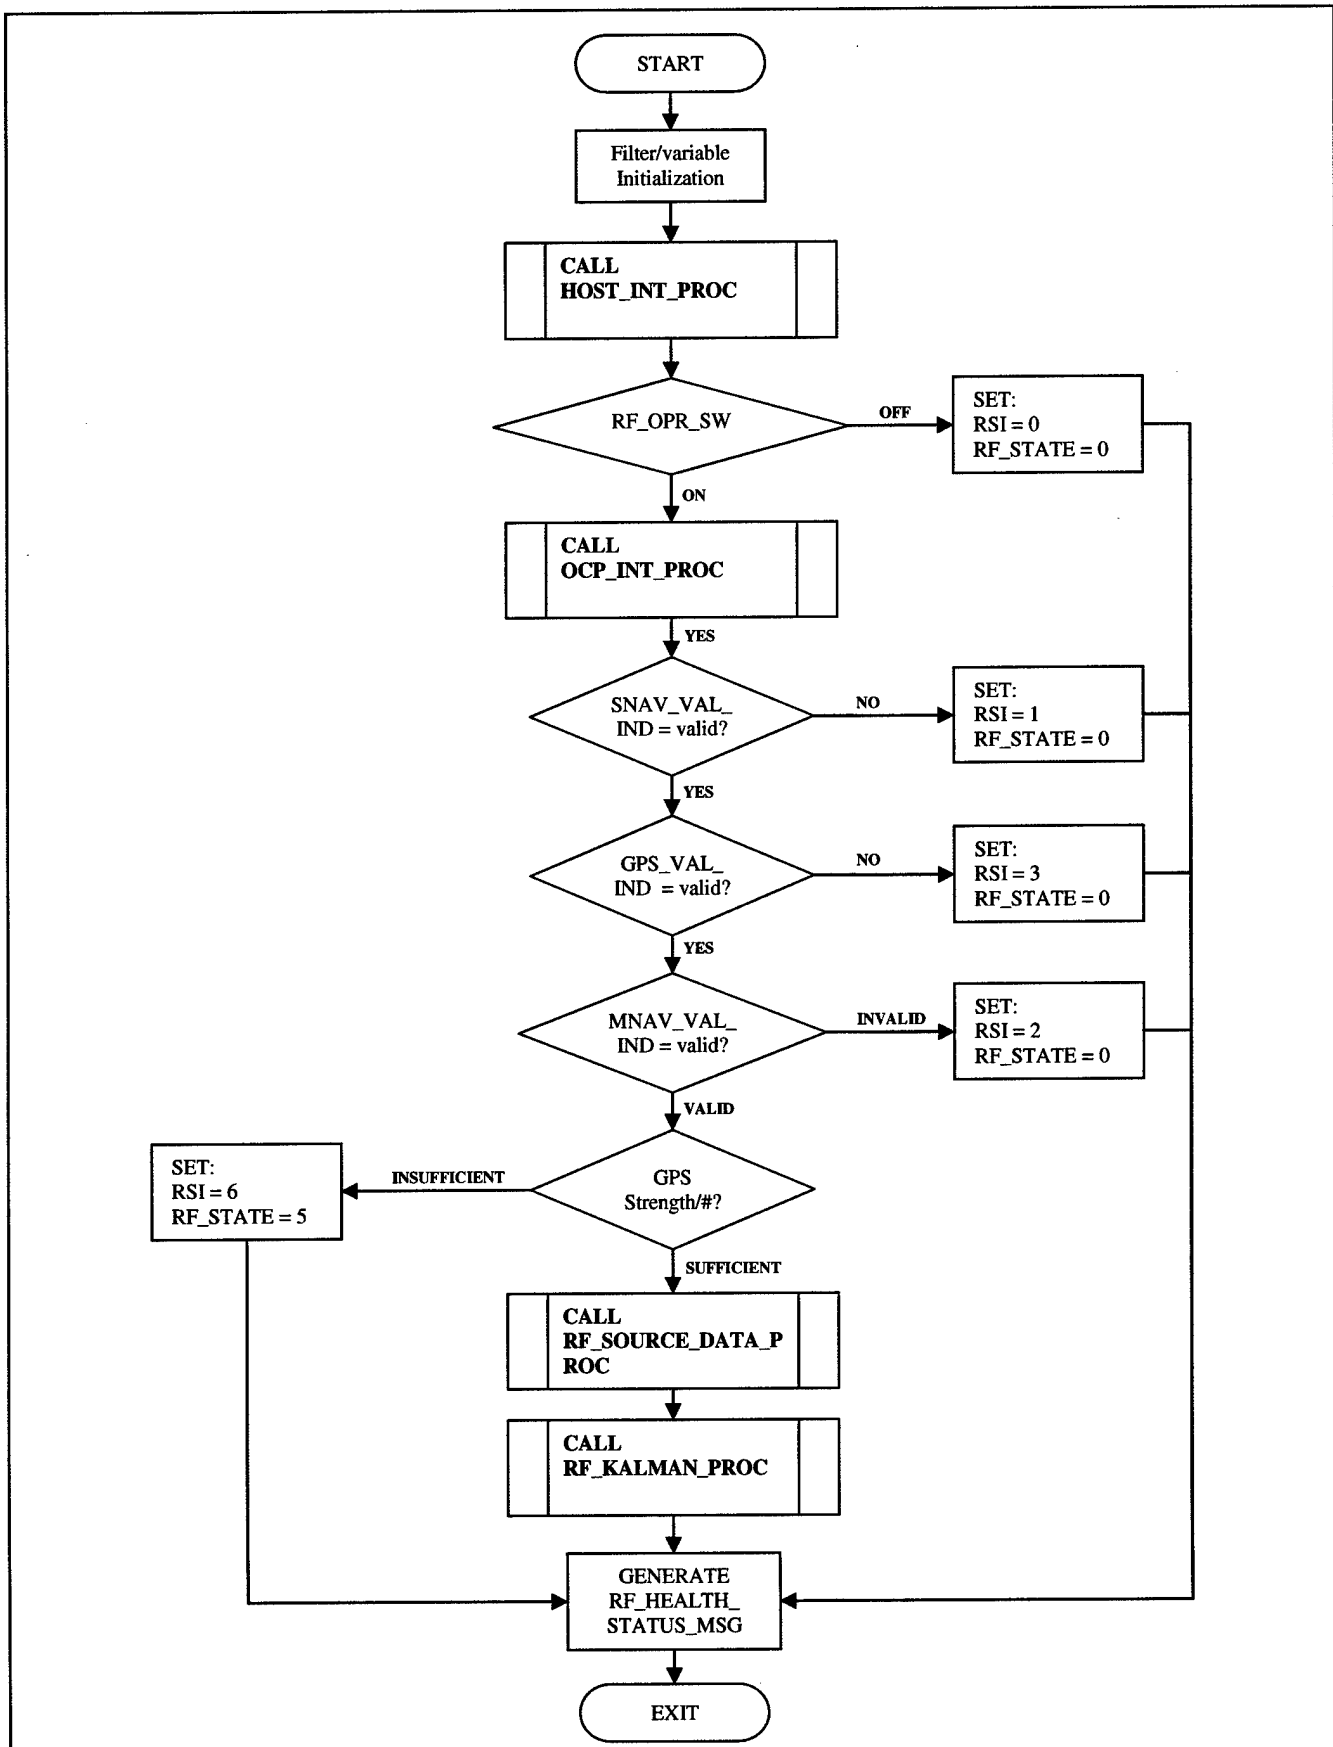 START
Filter/variable
Initialization
CALL
HOST_INT_PROC
RF_OPR_SW
OFF
SET:
RSI = 0
RF_STATE = 0
ON
CALL
OCP_INT_PROC
YES
SNAV_VAL_
IND = valid?
NO
SET:
RSI = 1
RF_STATE = 0
YES
GPS_VAL_
IND = valid?
NO
SET:
RSI = 3
RF_STATE = 0
YES
MNAV_VAL_
IND = valid?
INVALID
SET:
RSI = 2
RF_STATE = 0
VALID
GPS
Strength/#?
INSUFFICIENT
SET:
RSI = 6
RF_STATE = 5
SUFFICIENT
CALL
RF_SOURCE_DATA_P
ROC
CALL
RF_KALMAN_PROC
GENERATE
RF_HEALTH_
STATUS_MSG
EXIT